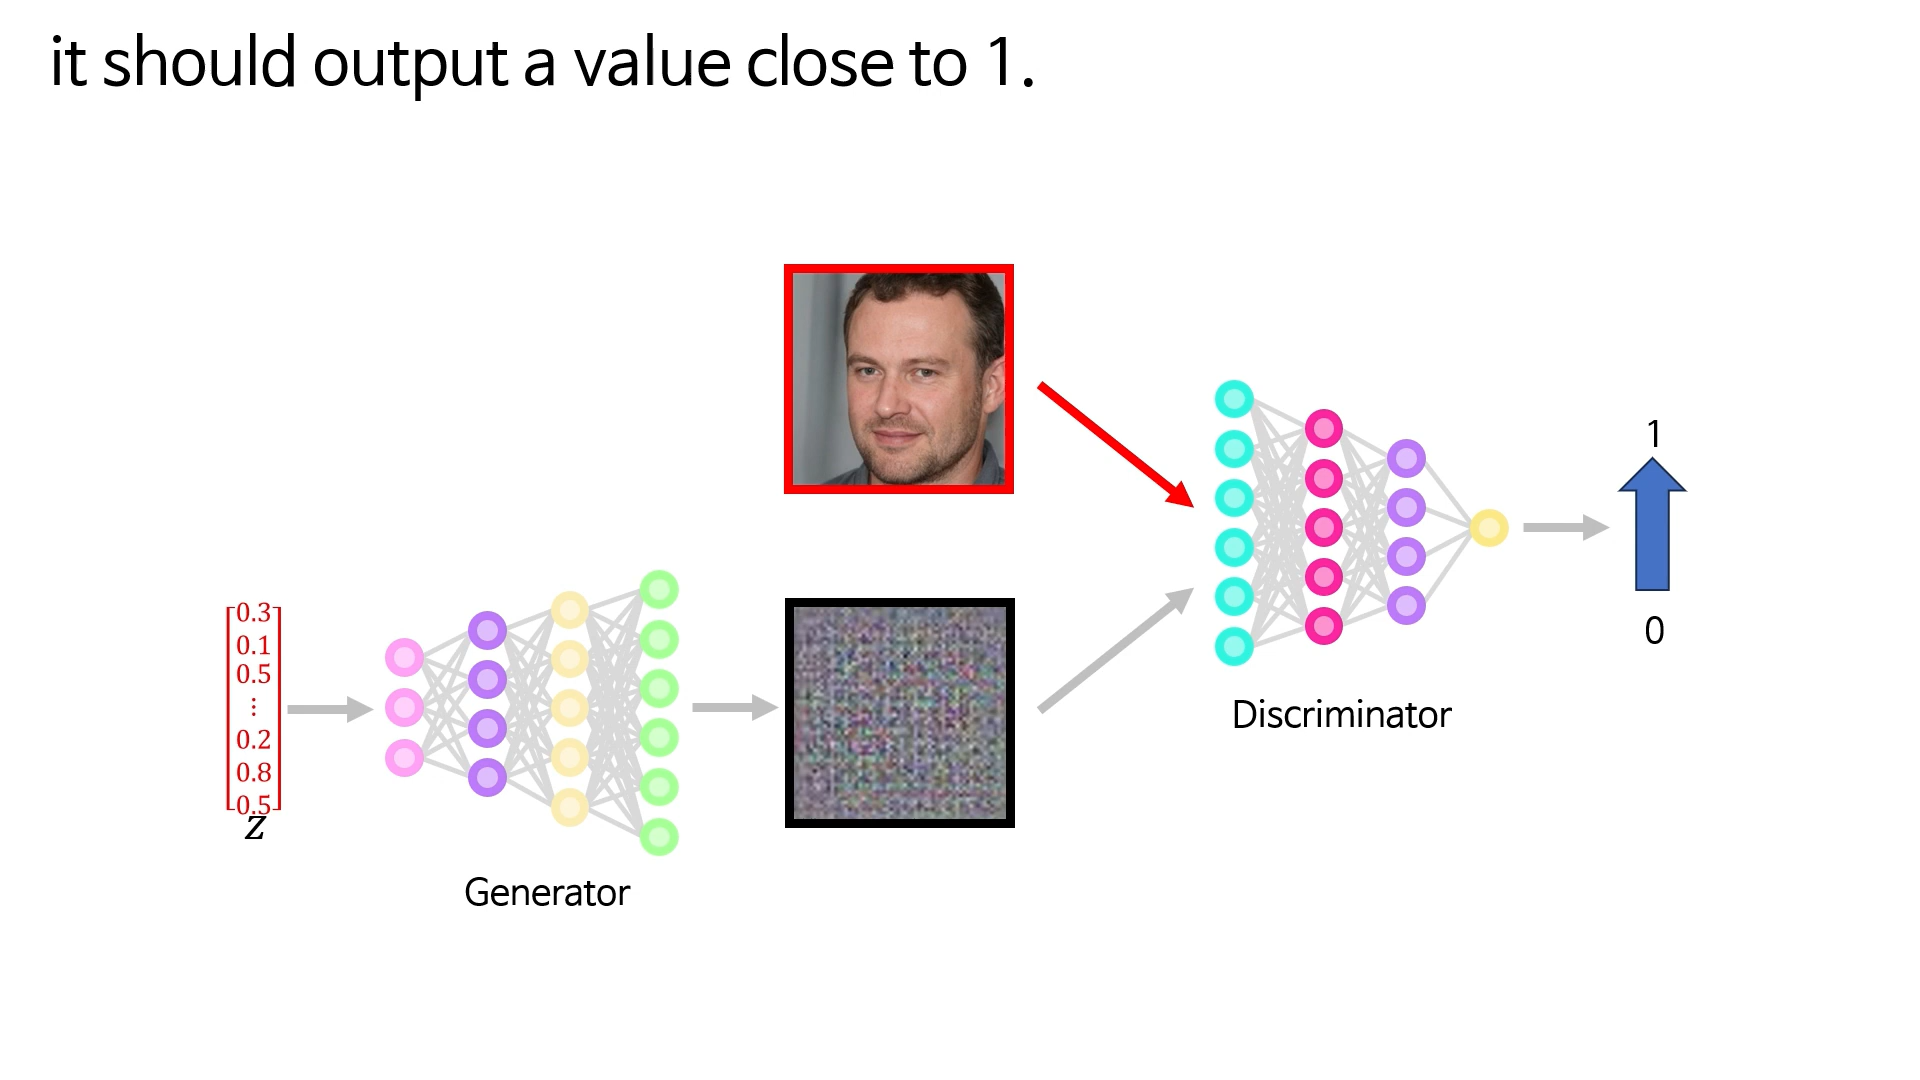 it should output a value close to 1.
1
0
Discriminator
0.3
0.1
0.5
⋮
0.2
0.8
0.5
z
Generator